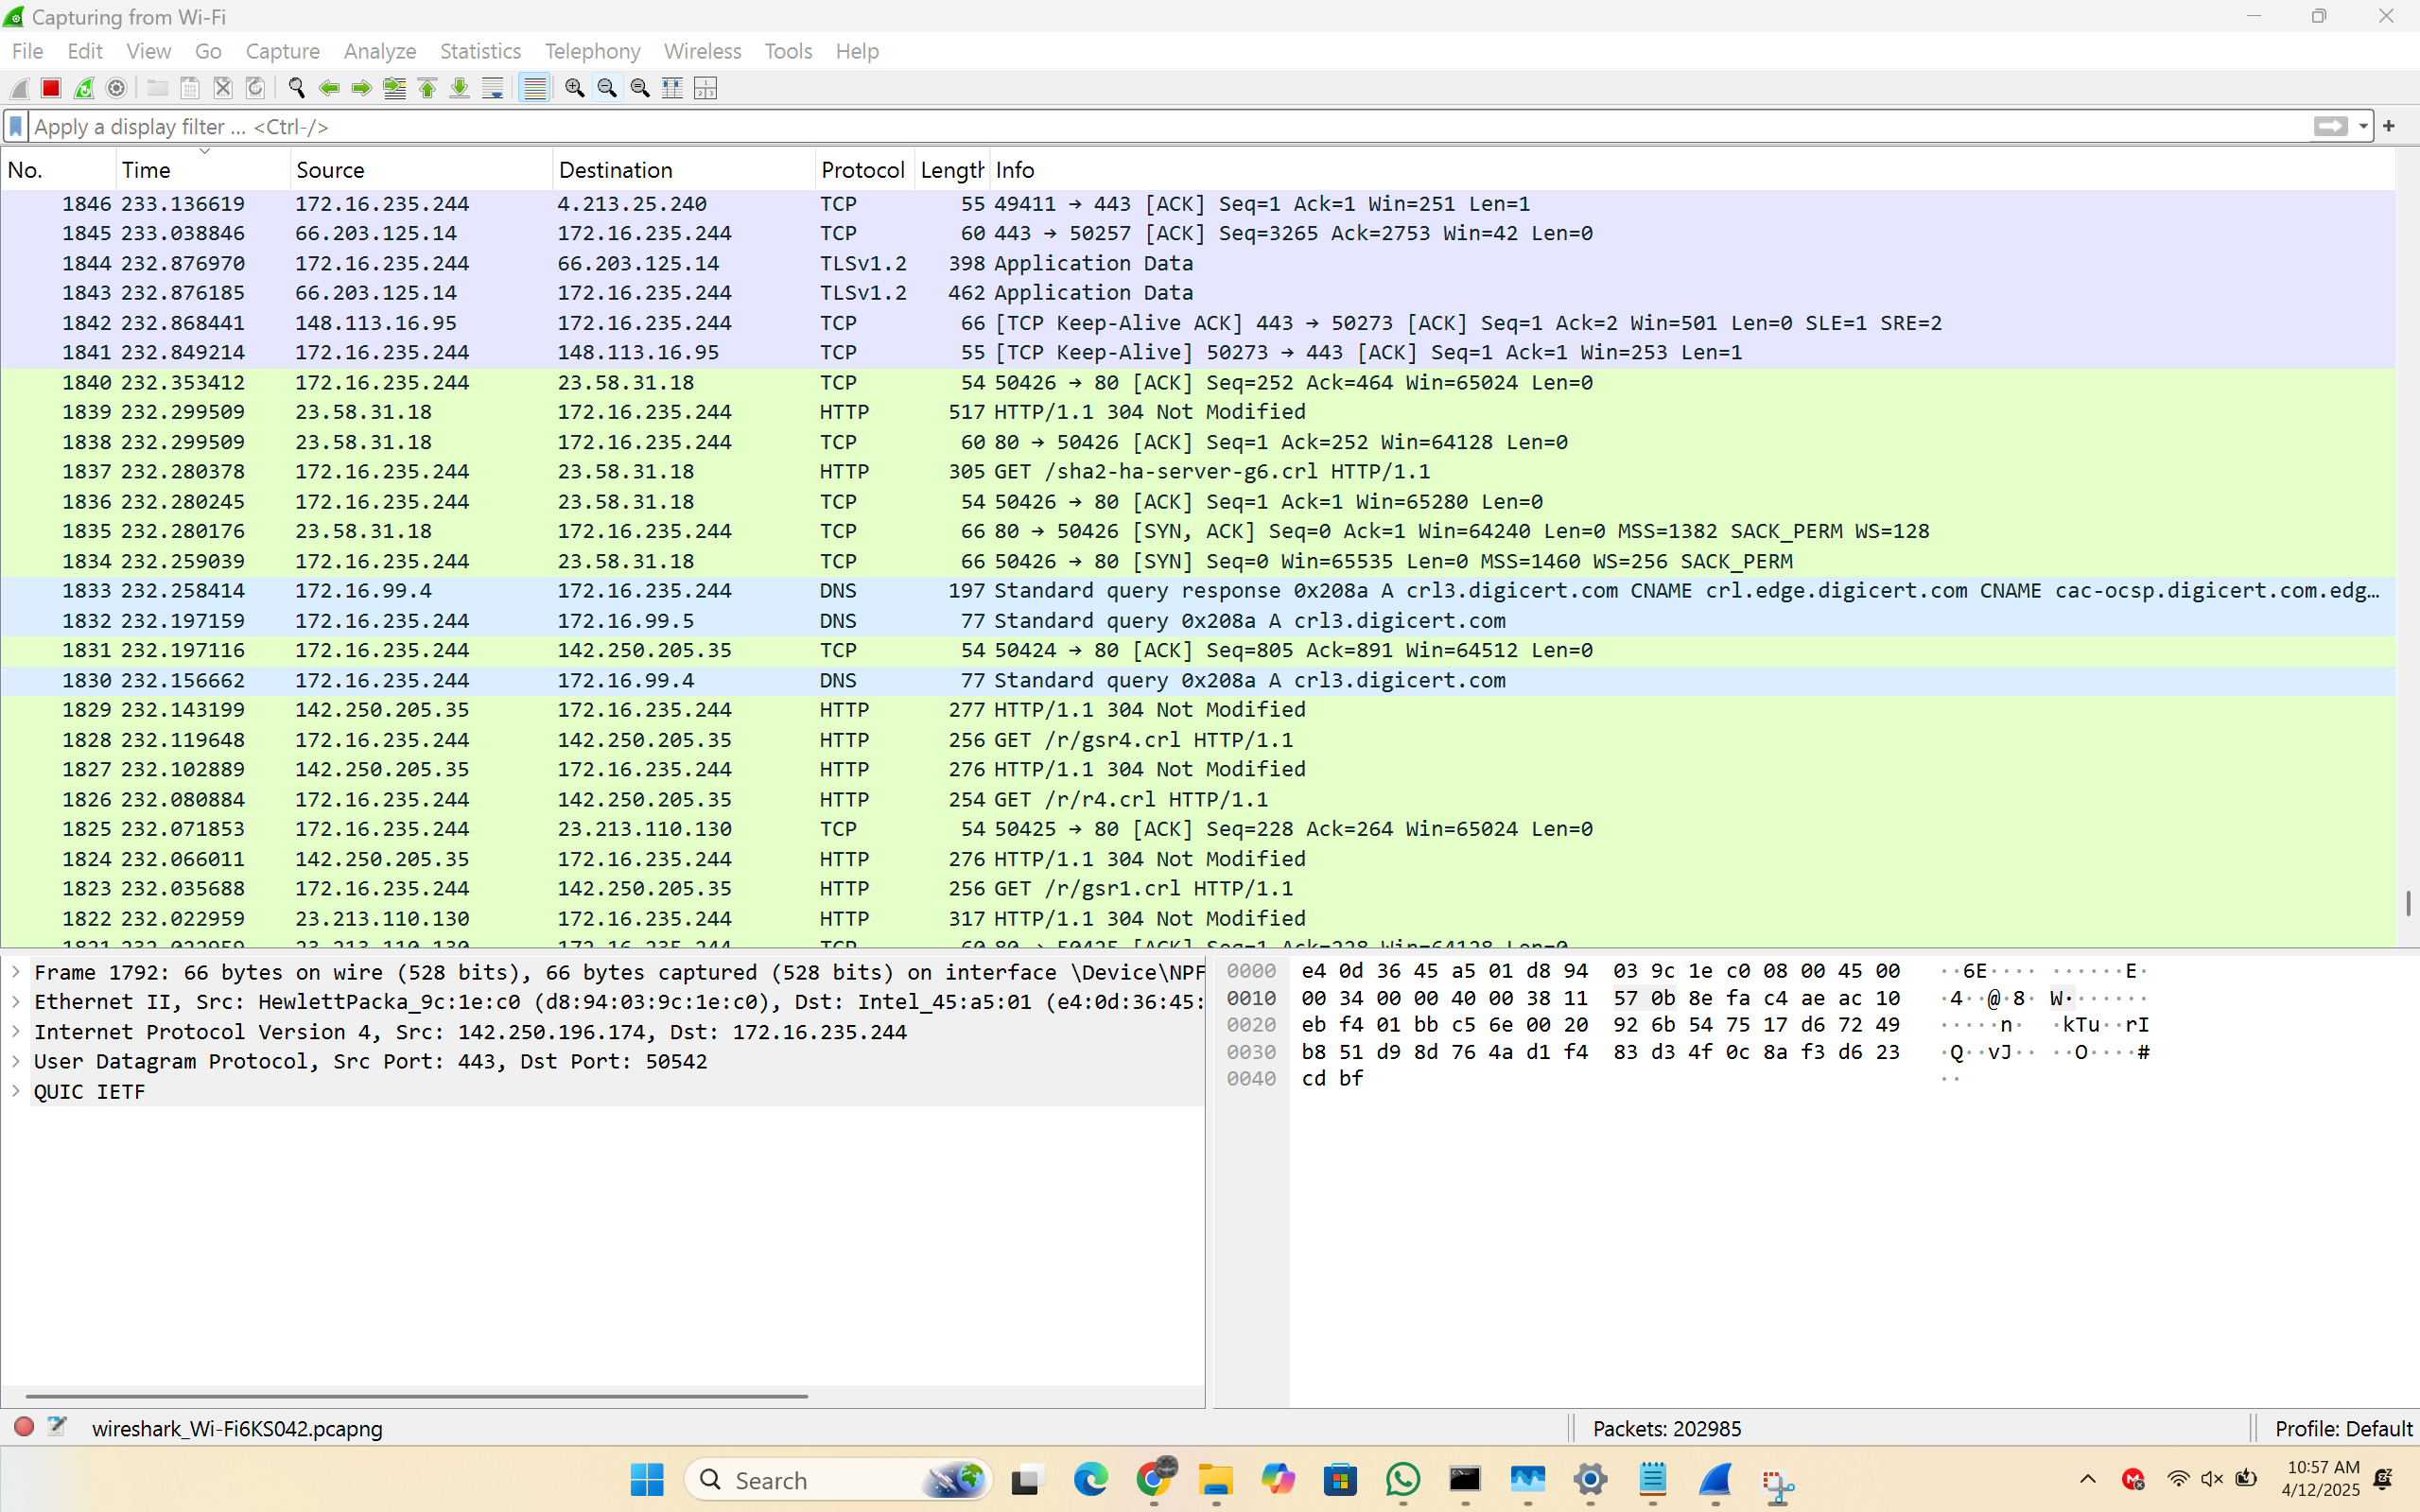 Capturing from Wi-Fi
File Edit View Go Capture Analyze Statistics Telephony Wireless Tools Help
Apply a display filter ... <Ctrl-/>
No. Time Source Destination Protocol Length Info
1846 233.136619 172.16.235.244 4.213.25.240 TCP 55 49411 → 443 [ACK] Seq=1 Ack=1 Win=251 Len=1
1845 233.038846 66.203.125.14 172.16.235.244 TCP 60 443 → 50257 [ACK] Seq=3265 Ack=2753 Win=42 Len=0
1844 232.876970 172.16.235.244 66.203.125.14 TLSv1.2 398 Application Data
1843 232.876185 66.203.125.14 172.16.235.244 TLSv1.2 462 Application Data
1842 232.868441 148.113.16.95 172.16.235.244 TCP 66 [TCP Keep-Alive ACK] 443 → 50273 [ACK] Seq=1 Ack=2 Win=501 Len=0 SLE=1 SRE=2
1841 232.849214 172.16.235.244 148.113.16.95 TCP 55 [TCP Keep-Alive] 50273 → 443 [ACK] Seq=1 Ack=1 Win=253 Len=1
1840 232.353412 172.16.235.244 23.58.31.18 TCP 54 50426 → 80 [ACK] Seq=252 Ack=464 Win=65024 Len=0
1839 232.299509 23.58.31.18 172.16.235.244 HTTP 517 HTTP/1.1 304 Not Modified
1838 232.299509 23.58.31.18 172.16.235.244 TCP 60 80 → 50426 [ACK] Seq=1 Ack=252 Win=64128 Len=0
1837 232.280378 172.16.235.244 23.58.31.18 HTTP 305 GET /sha2-ha-server-g6.crl HTTP/1.1
1836 232.280245 172.16.235.244 23.58.31.18 TCP 54 50426 → 80 [ACK] Seq=1 Ack=1 Win=65280 Len=0
1835 232.280176 23.58.31.18 172.16.235.244 TCP 66 80 → 50426 [SYN, ACK] Seq=0 Ack=1 Win=64240 Len=0 MSS=1382 SACK_PERM WS=128
1834 232.259039 172.16.235.244 23.58.31.18 TCP 66 50426 → 80 [SYN] Seq=0 Win=65535 Len=0 MSS=1460 WS=256 SACK_PERM
1833 232.258414 172.16.99.4 172.16.235.244 DNS 197 Standard query response 0x208a A crl3.digicert.com CNAME crl.edge.digicert.com CNAME cac-ocsp.digicert.com.edg…
1832 232.197159 172.16.235.244 172.16.99.5 DNS 77 Standard query 0x208a A crl3.digicert.com
1831 232.197116 172.16.235.244 142.250.205.35 TCP 54 50424 → 80 [ACK] Seq=805 Ack=891 Win=64512 Len=0
1830 232.156662 172.16.235.244 172.16.99.4 DNS 77 Standard query 0x208a A crl3.digicert.com
1829 232.143199 142.250.205.35 172.16.235.244 HTTP 277 HTTP/1.1 304 Not Modified
1828 232.119648 172.16.235.244 142.250.205.35 HTTP 256 GET /r/gsr4.crl HTTP/1.1
1827 232.102889 142.250.205.35 172.16.235.244 HTTP 276 HTTP/1.1 304 Not Modified
1826 232.080884 172.16.235.244 142.250.205.35 HTTP 254 GET /r/r4.crl HTTP/1.1
1825 232.071853 172.16.235.244 23.213.110.130 TCP 54 50425 → 80 [ACK] Seq=228 Ack=264 Win=65024 Len=0
1824 232.066011 142.250.205.35 172.16.235.244 HTTP 276 HTTP/1.1 304 Not Modified
1823 232.035688 172.16.235.244 142.250.205.35 HTTP 256 GET /r/gsr1.crl HTTP/1.1
1822 232.022959 23.213.110.130 172.16.235.244 HTTP 317 HTTP/1.1 304 Not Modified
1821 232.022959 23.213.110.130 172.16.235.244 TCP 60 80 → 50425 [ACK] Seq=1 Ack=228 Win=64128 Len=0
Frame 1792: 66 bytes on wire (528 bits), 66 bytes captured (528 bits) on interface \Device\NPF
Ethernet II, Src: HewlettPacka_9c:1e:c0 (d8:94:03:9c:1e:c0), Dst: Intel_45:a5:01 (e4:0d:36:45:
Internet Protocol Version 4, Src: 142.250.196.174, Dst: 172.16.235.244
User Datagram Protocol, Src Port: 443, Dst Port: 50542
QUIC IETF
0000 e4 0d 36 45 a5 01 d8 94 03 9c 1e c0 08 00 45 00 ··6E···· ······E·
0010 00 34 00 00 40 00 38 11 57 0b 8e fa c4 ae ac 10 ·4··@·8· W·······
0020 eb f4 01 bb c5 6e 00 20 92 6b 54 75 17 d6 72 49 ·····n· ·kTu··rI
0030 b8 51 d9 8d 76 4a d1 f4 83 d3 4f 0c 8a f3 d6 23 ·Q··vJ·· ··O····#
0040 cd bf ··
wireshark_Wi-Fi6KS042.pcapng Packets: 202985 Profile: Default
Search
10:57 AM
4/12/2025